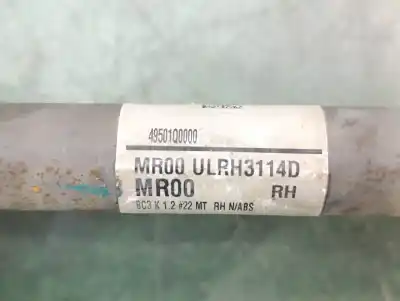 49501Q0000
MR00 ULRH3114D
MR00 RH
BC3 K 1.2 #22 MT RH N/ABS